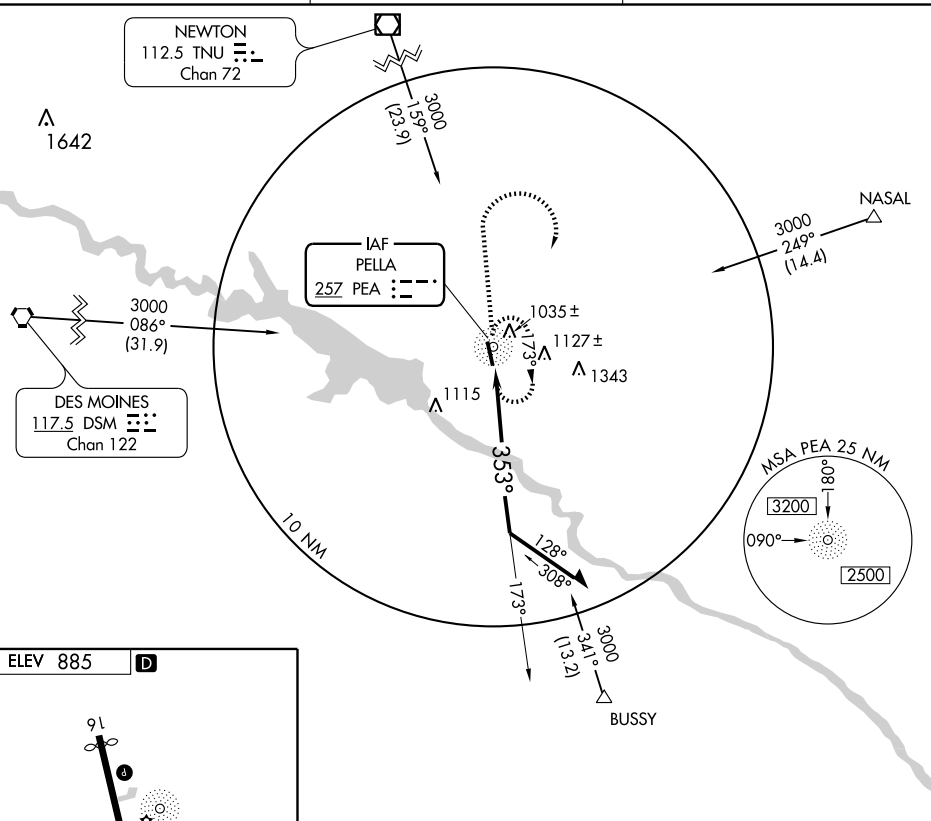 NEWTON
112.5 TNU
Chan 72
1642
3000
159°
(23.9)
NASAL
3000
249°
(14.4)
IAF
PELLA
257 PEA
3000
086°
(31.9)
1035 ±
173°
1127 ±
1343
1115
DES MOINES
117.5 DSM
Chan 122
353°
MSA PEA 25 NM
180°
3200
090°
2500
10 NM
128°
308°
173°
3000
341°
(13.2)
BUSSY
ELEV 885 D
16
P